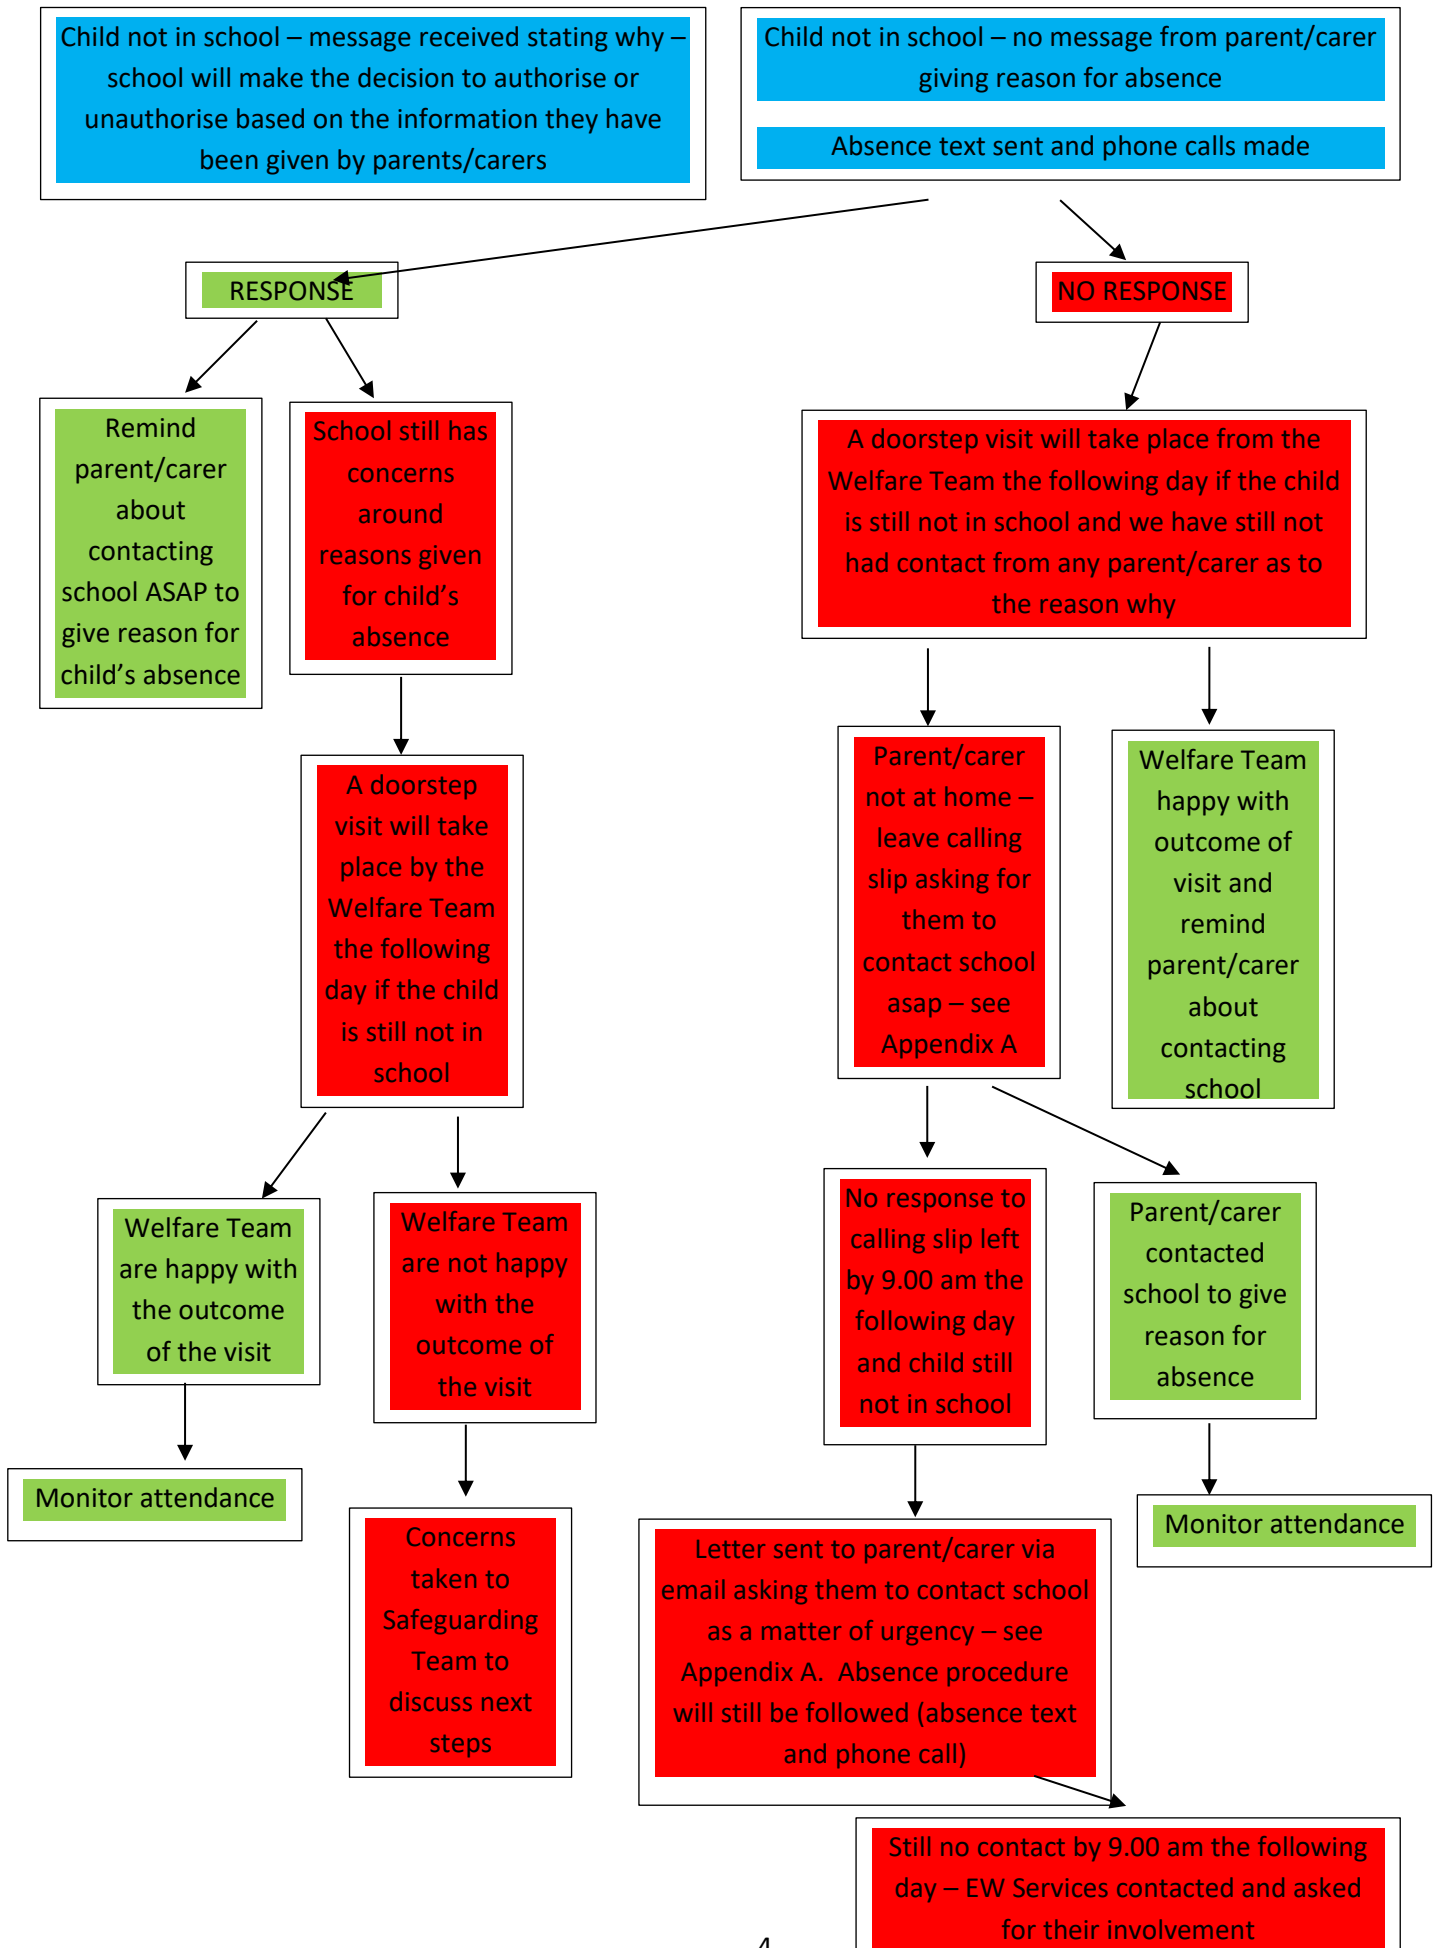 Child not in school – message received stating why –
school will make the decision to authorise or
unauthorise based on the information they have
been given by parents/carers
Child not in school – no message from parent/carer
giving reason for absence
Absence text sent and phone calls made
RESPONSE
NO RESPONSE
Remind
parent/carer
about
contacting
school ASAP to
give reason for
child’s absence
School still has
concerns
around
reasons given
for child’s
absence
A doorstep visit will take place from the
Welfare Team the following day if the child
is still not in school and we have still not
had contact from any parent/carer as to
the reason why
A doorstep
visit will take
place by the
Welfare Team
the following
day if the child
is still not in
school
Parent/carer
not at home –
leave calling
slip asking for
them to
contact school
asap – see
Appendix A
Welfare Team
happy with
outcome of
visit and
remind
parent/carer
about
contacting
school
Welfare Team
are happy with
the outcome
of the visit
Welfare Team
are not happy
with the
outcome of
the visit
No response to
calling slip left
by 9.00 am the
following day
and child still
not in school
Parent/carer
contacted
school to give
reason for
absence
Monitor attendance
Concerns
taken to
Safeguarding
Team to
discuss next
steps
Letter sent to parent/carer via
email asking them to contact school
as a matter of urgency – see
Appendix A.  Absence procedure
will still be followed (absence text
and phone call)
Monitor attendance
Still no contact by 9.00 am the following
day – EW Services contacted and asked
for their involvement
4